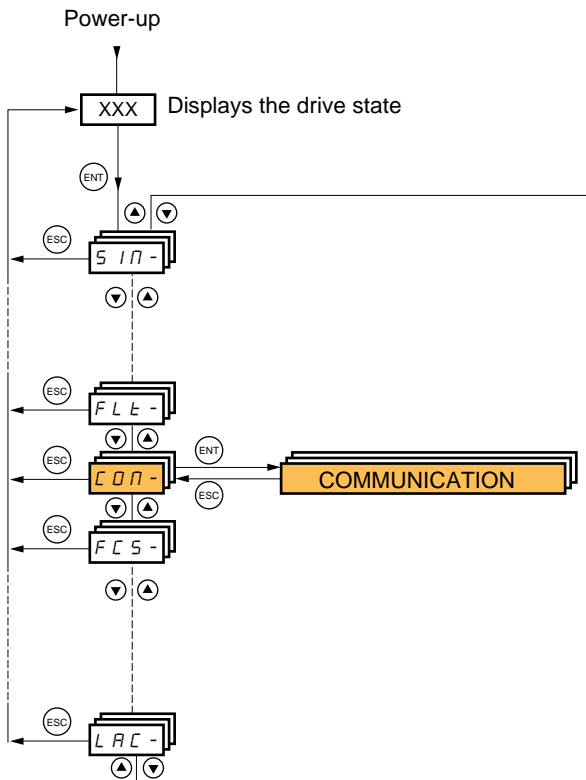 Power-up
XXX Displays the drive state
ENT
ESC
SIM-
ESC
FLt-
ESC
ENT
COM-
COMMUNICATION
ESC
ESC
FCS-
ESC
LAC-